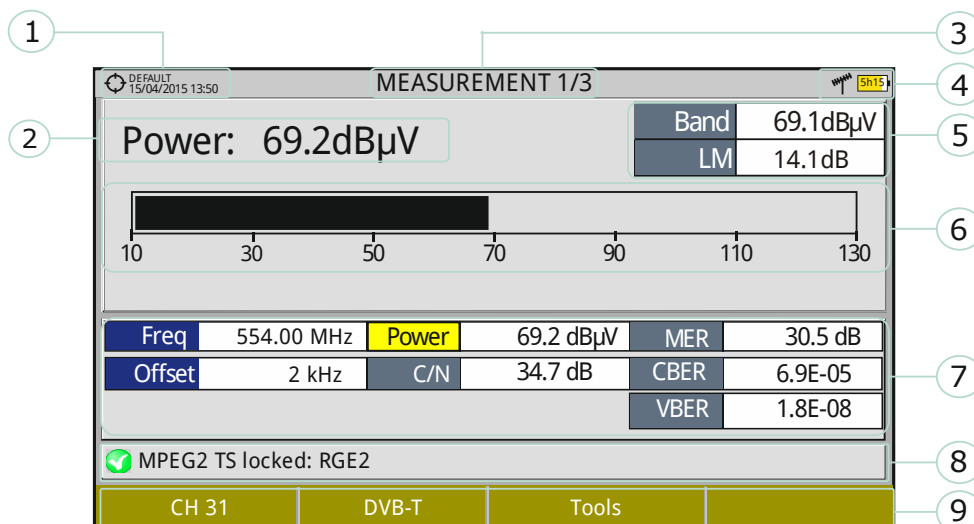 1
3
DEFAULT
15/04/2015 13:50
MEASUREMENT 1/3
5h15
4
2
Power: 69.2dBµV
Band 69.1dBµV
5
LM 14.1dB
6
10 30 50 70 90 110 130
Freq 554.00 MHz Power 69.2 dBµV MER 30.5 dB
Offset 2 kHz C/N 34.7 dB CBER 6.9E-05
7
VBER 1.8E-08
MPEG2 TS locked: RGE2
8
CH 31 DVB-T Tools
9